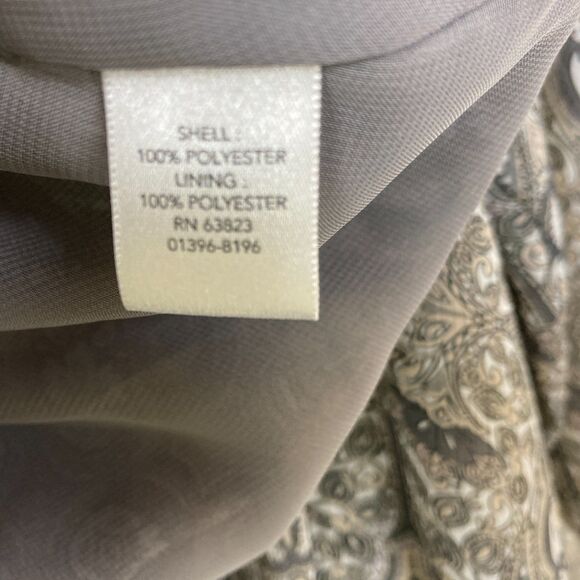 SHELL :
100% POLYESTER
LINING :
100% POLYESTER
RN 63823
01396-8196